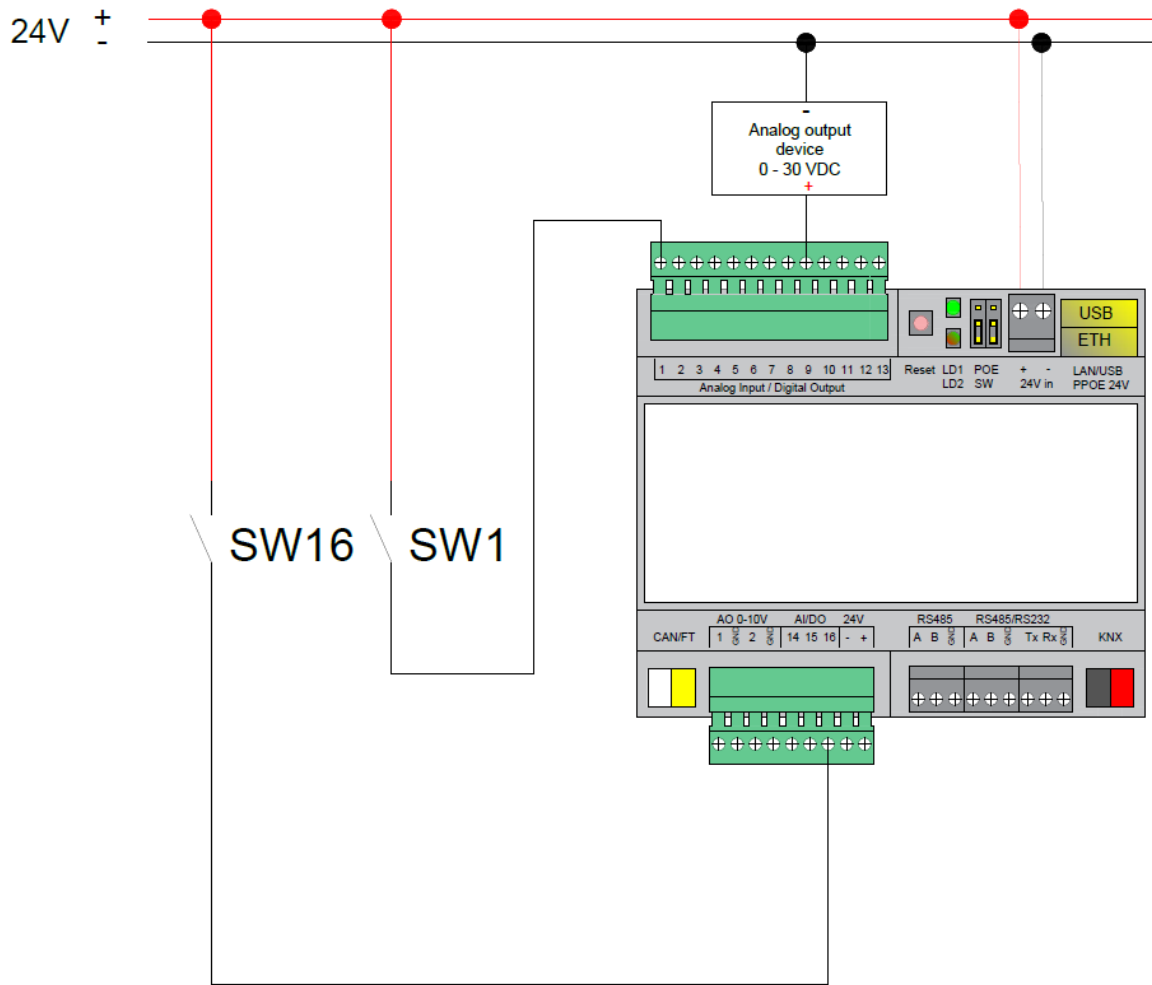 24V +
-
-
Analog output
device
0 - 30 VDC
+
USB
ETH
1 2 3 4 5 6 7 8 9 10 11 12 13
Analog Input / Digital Output
Reset LD1 POE + - LAN/USB
LD2 SW 24V in PPOE 24V
SW16 SW1
AO 0-10V AI/DO 24V RS485 RS485/RS232
CAN/FT 1 GND 2 GND 14 15 16 - + A B GND A B GND Tx Rx GND KNX